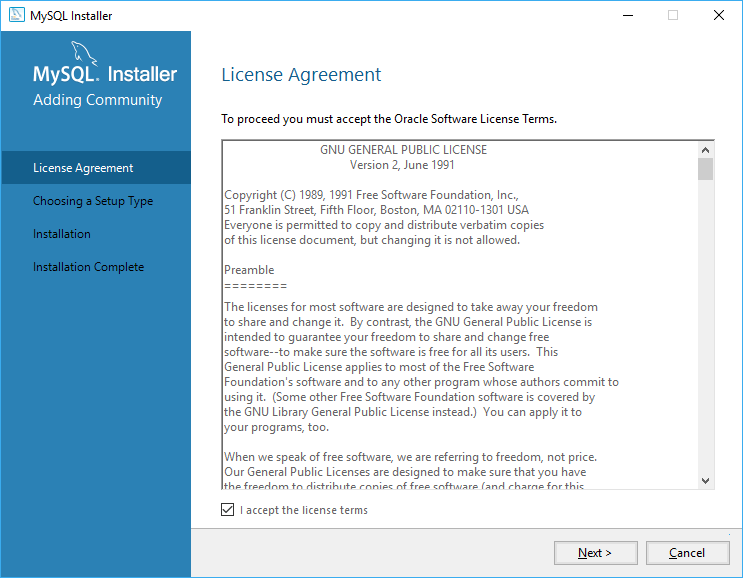 MySQL Installer
MySQL. Installer
Adding Community
License Agreement
Choosing a Setup Type
Installation
Installation Complete
License Agreement
To proceed you must accept the Oracle Software License Terms.
GNU GENERAL PUBLIC LICENSE
Version 2, June 1991
Copyright (C) 1989, 1991 Free Software Foundation, Inc.,
51 Franklin Street, Fifth Floor, Boston, MA 02110-1301 USA
Everyone is permitted to copy and distribute verbatim copies
of this license document, but changing it is not allowed.
Preamble
========
The licenses for most software are designed to take away your freedom
to share and change it.  By contrast, the GNU General Public License is
intended to guarantee your freedom to share and change free
software--to make sure the software is free for all its users.  This
General Public License applies to most of the Free Software
Foundation's software and to any other program whose authors commit to
using it.  (Some other Free Software Foundation software is covered by
the GNU Library General Public License instead.)  You can apply it to
your programs, too.
When we speak of free software, we are referring to freedom, not price.
Our General Public Licenses are designed to make sure that you have
the freedom to distribute copies of free software (and charge for this
I accept the license terms
Next >
Cancel